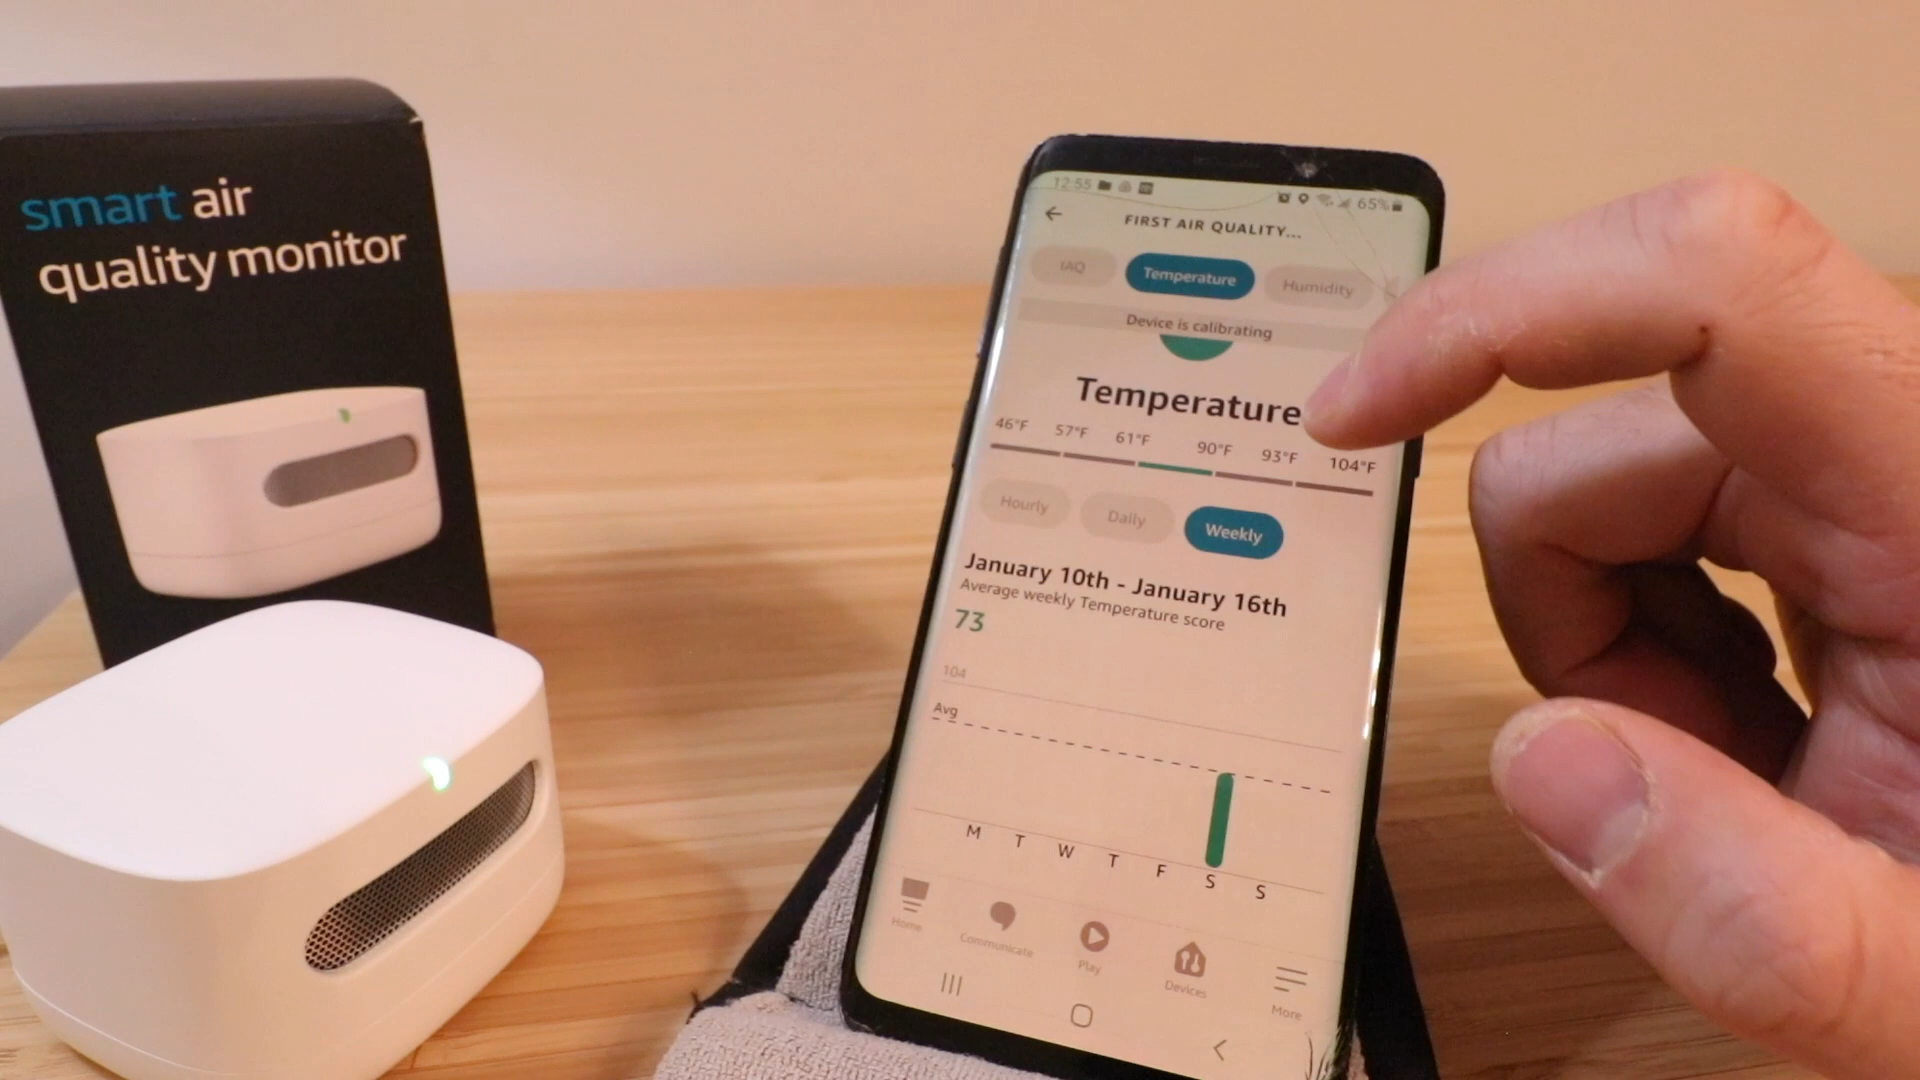 smart air
quality monitor
12:55
65%
FIRST AIR QUALITY...
IAQ
Temperature
Humidity
Device is calibrating
Temperature
46°F 57°F 61°F 90°F 93°F 104°F
Hourly
Daily
Weekly
January 10th - January 16th
Average weekly Temperature score
73
104
Avg
M T W T F S S
Home
Communicate
Play
Devices
More